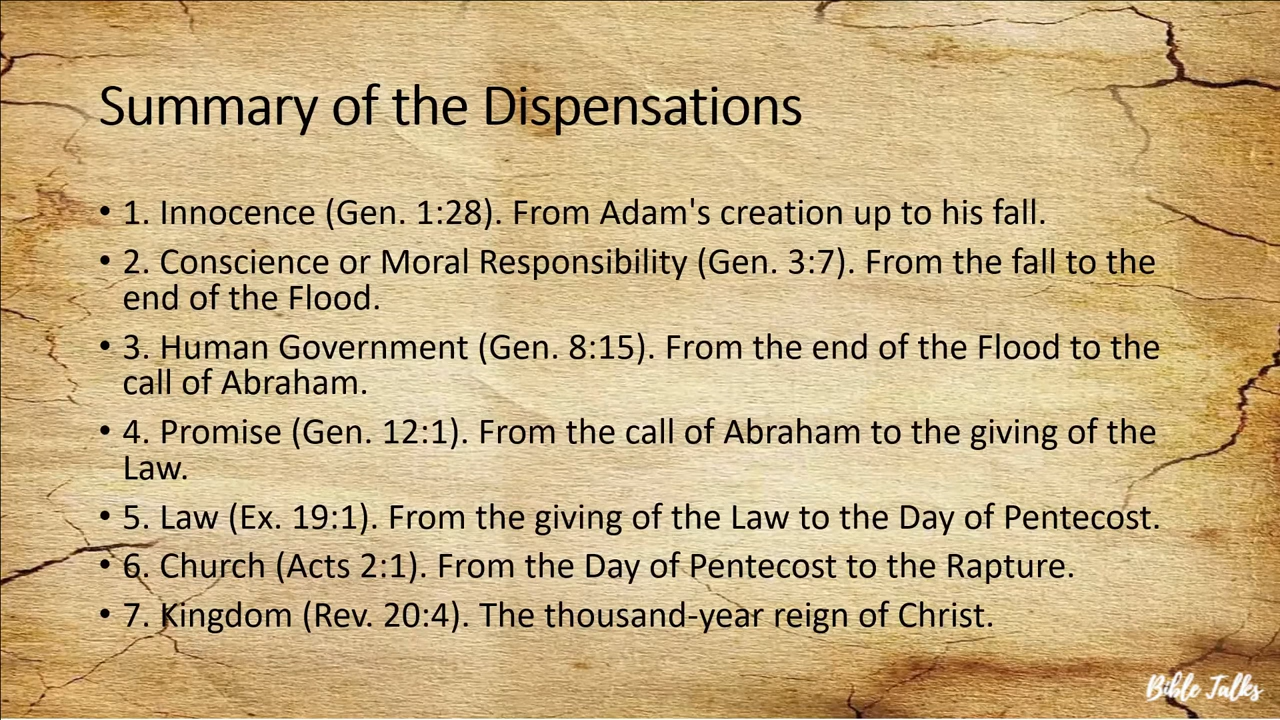 Summary of the Dispensations
• 1. Innocence (Gen. 1:28). From Adam's creation up to his fall.
• 2. Conscience or Moral Responsibility (Gen. 3:7). From the fall to the
end of the Flood.
• 3. Human Government (Gen. 8:15). From the end of the Flood to the
call of Abraham.
• 4. Promise (Gen. 12:1). From the call of Abraham to the giving of the
Law.
• 5. Law (Ex. 19:1). From the giving of the Law to the Day of Pentecost.
• 6. Church (Acts 2:1). From the Day of Pentecost to the Rapture.
• 7. Kingdom (Rev. 20:4). The thousand-year reign of Christ.
Bible Talks